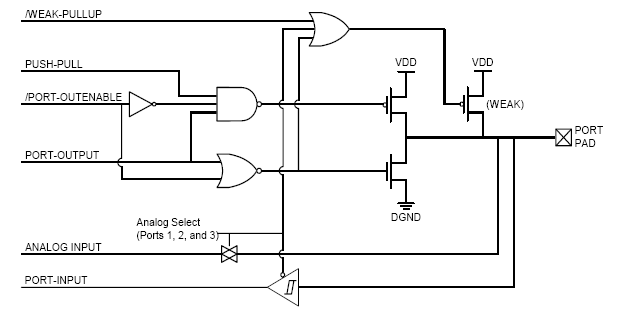 /WEAK-PULLUP
PUSH-PULL
VDD
VDD
/PORT-OUTENABLE
(WEAK)
PORT
PAD
PORT-OUTPUT
DGND
Analog Select
(Ports 1, 2, and 3)
ANALOG INPUT
PORT-INPUT